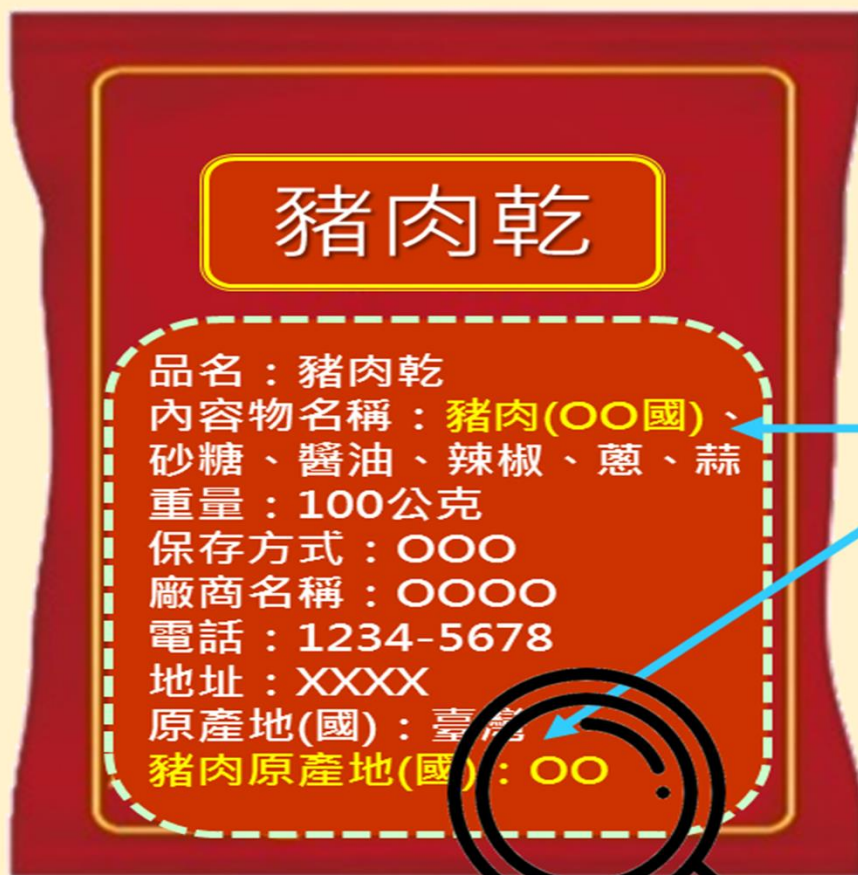 豬肉乾
品名：豬肉乾
內容物名稱：豬肉(OO國)、
砂糖、醬油、辣椒、蔥、蒜
重量：100公克
保存方式：OOO
廠商名稱：OOOO
電話：1234-5678
地址：XXXX
原產地(國)：臺灣
豬肉原產地(國)：OO